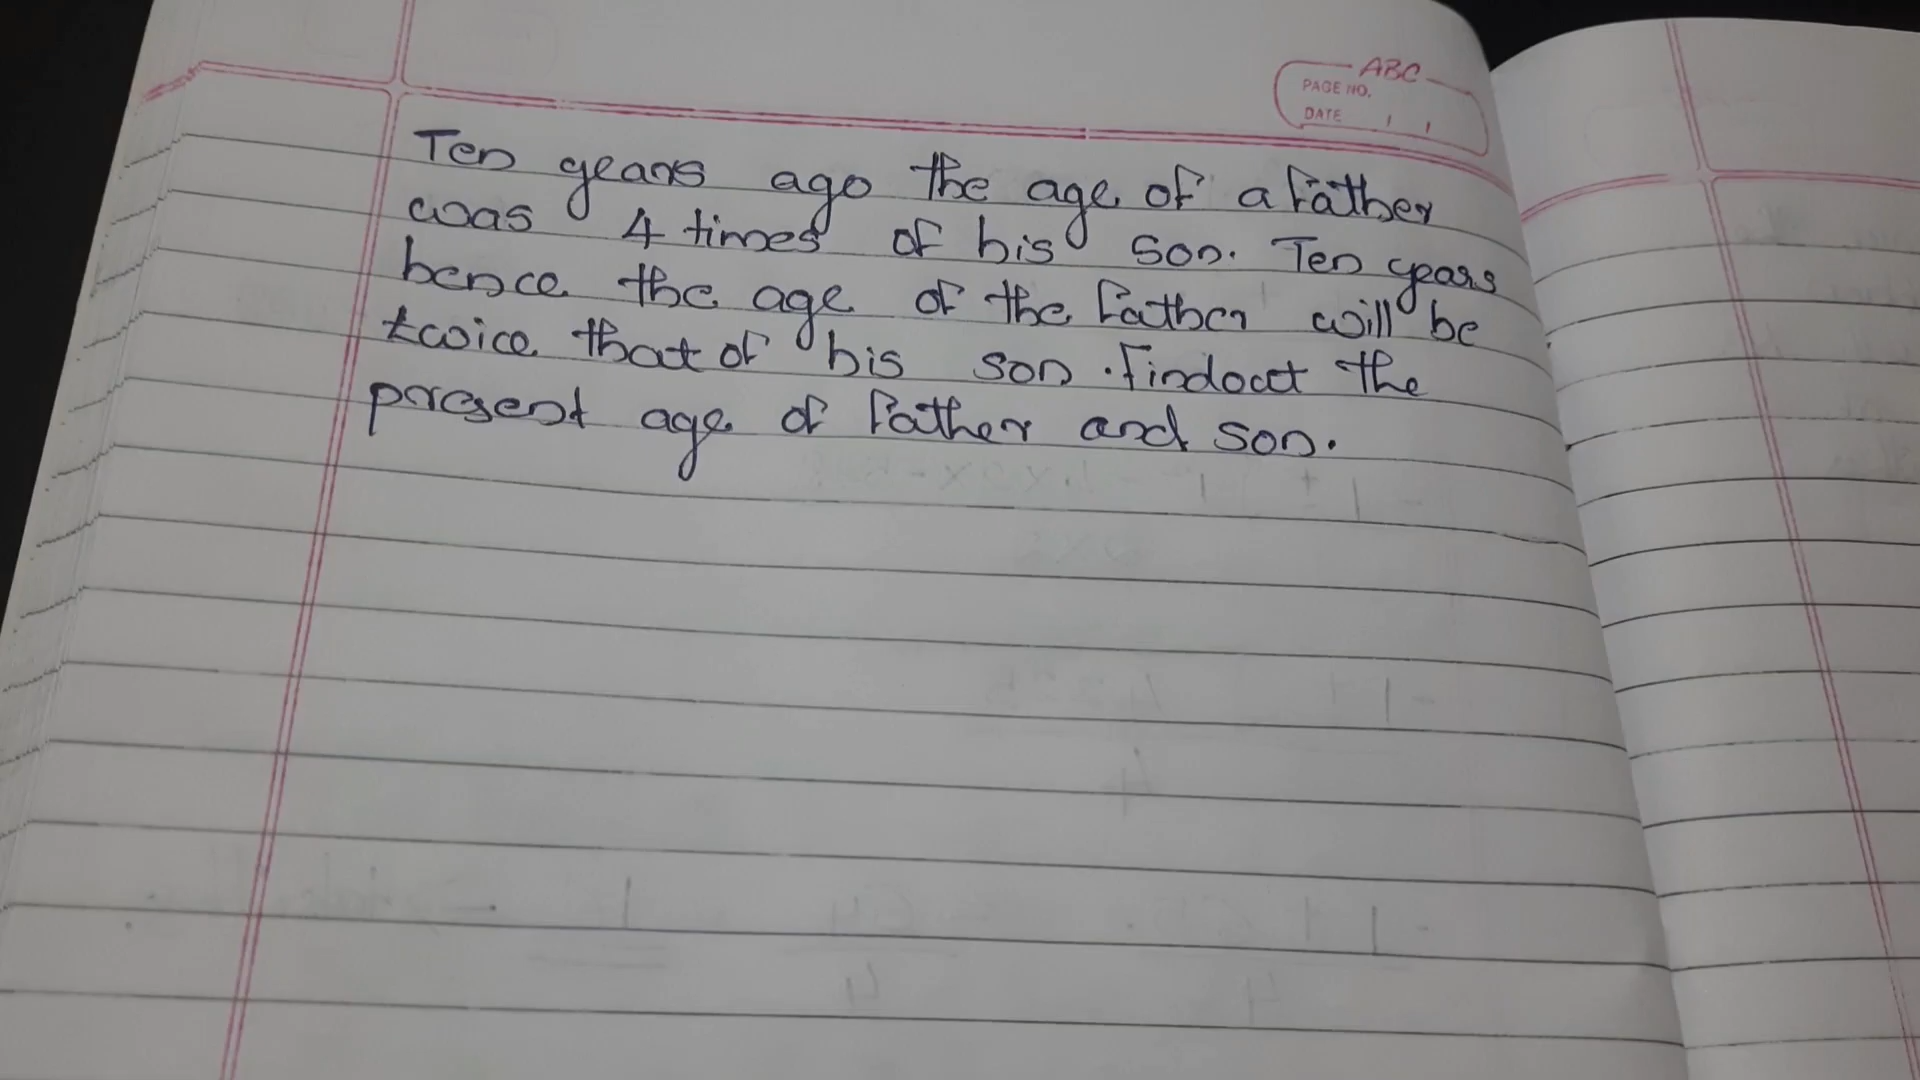 ABC
PAGE NO.
DATE / /
Ten years ago the age of a father
was 4 times of his son. Ten years
hence the age of the father will be
twice that of his son. Findout the
present age of father and son.